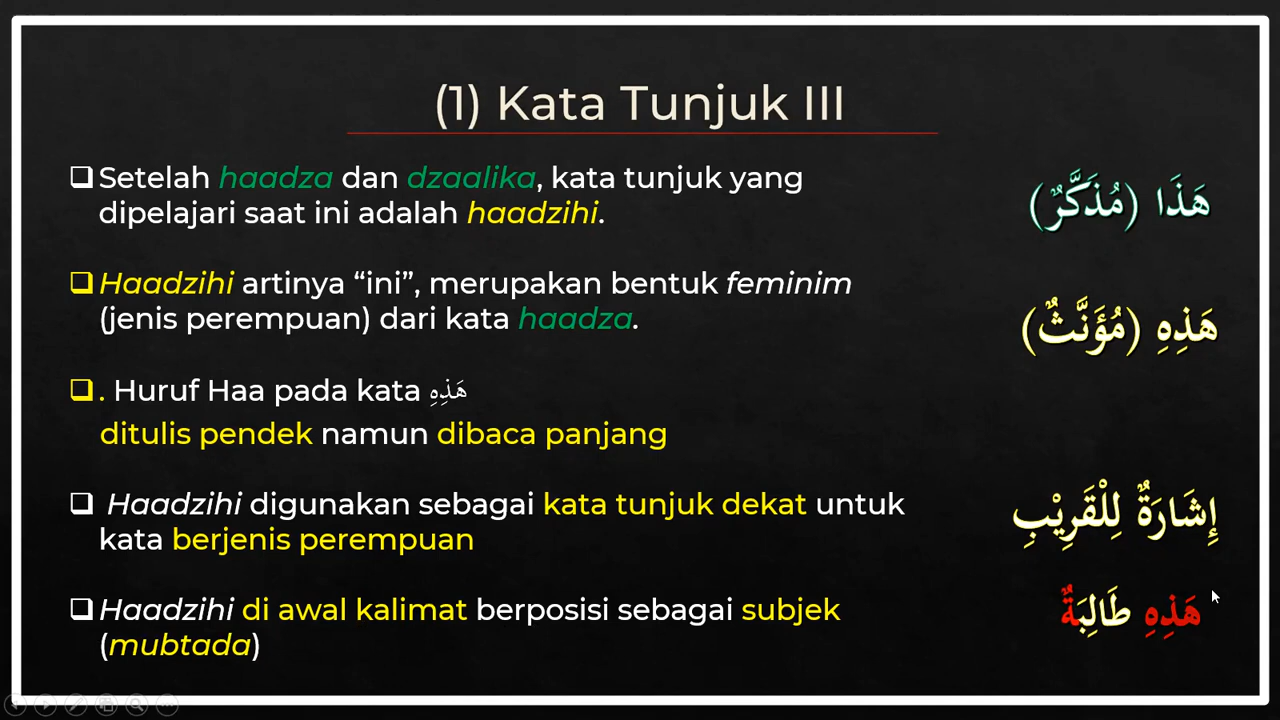 (1) Kata Tunjuk III
Setelah haadza dan dzaalika, kata tunjuk yang
dipelajari saat ini adalah haadzihi.
هَذَا (مُذَكَّرٌ)
Haadzihi artinya “ini”, merupakan bentuk feminim
(jenis perempuan) dari kata haadza.
هَذِهِ (مُؤَنَّثٌ)
. Huruf Haa pada kata هَذِهِ
ditulis pendek namun dibaca panjang
Haadzihi digunakan sebagai kata tunjuk dekat untuk
kata berjenis perempuan
إِشَارَةٌ لِلْقَرِيْبِ
Haadzihi di awal kalimat berposisi sebagai subjek
(mubtada)
هَذِهِ طَالِبَةٌ